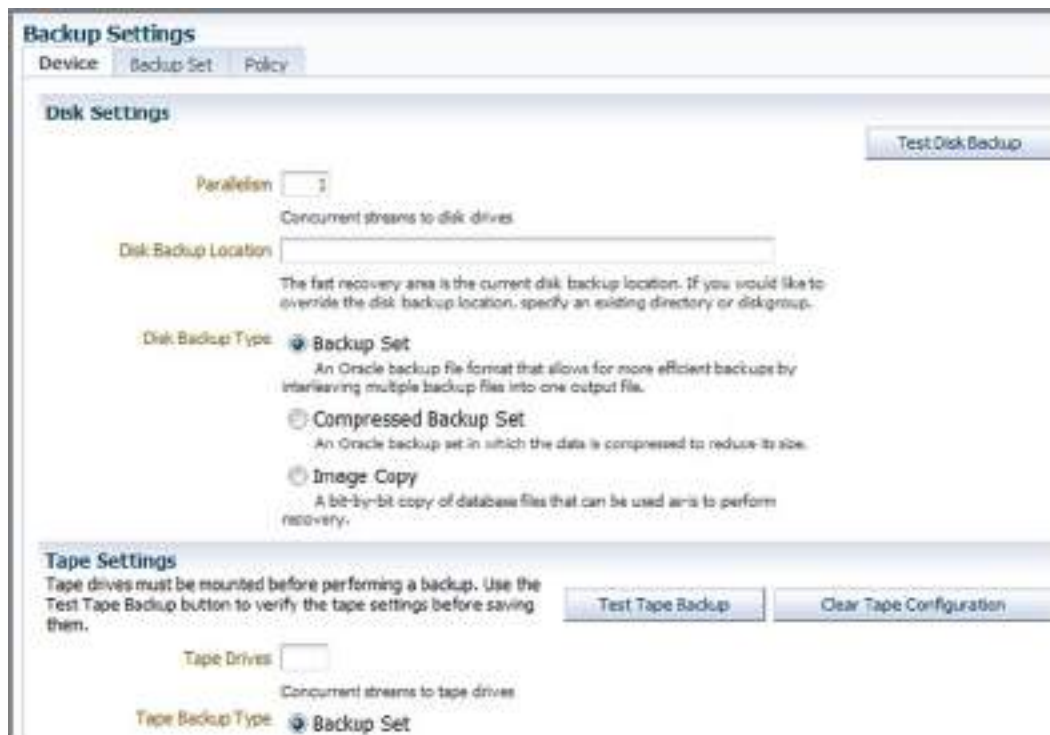 Backup Settings
Device Backup Set Policy
Disk Settings
Test Disk Backup
Parallelism 1
Concurrent streams to disk drives
Disk Backup Location
The fast recovery area is the current disk backup location. If you would like to
override the disk backup location, specify an existing directory or diskgroup.
Disk Backup Type Backup Set
An Oracle backup file format that allows for more efficient backups by
interleaving multiple backup files into one output file.
Compressed Backup Set
An Oracle backup set in which the data is compressed to reduce its size.
Image Copy
A bit-by-bit copy of database files that can be used as-is to perform
recovery.
Tape Settings
Tape drives must be mounted before performing a backup. Use the
Test Tape Backup button to verify the tape settings before saving
them.
Test Tape Backup Clear Tape Configuration
Tape Drives
Concurrent streams to tape drives
Tape Backup Type Backup Set